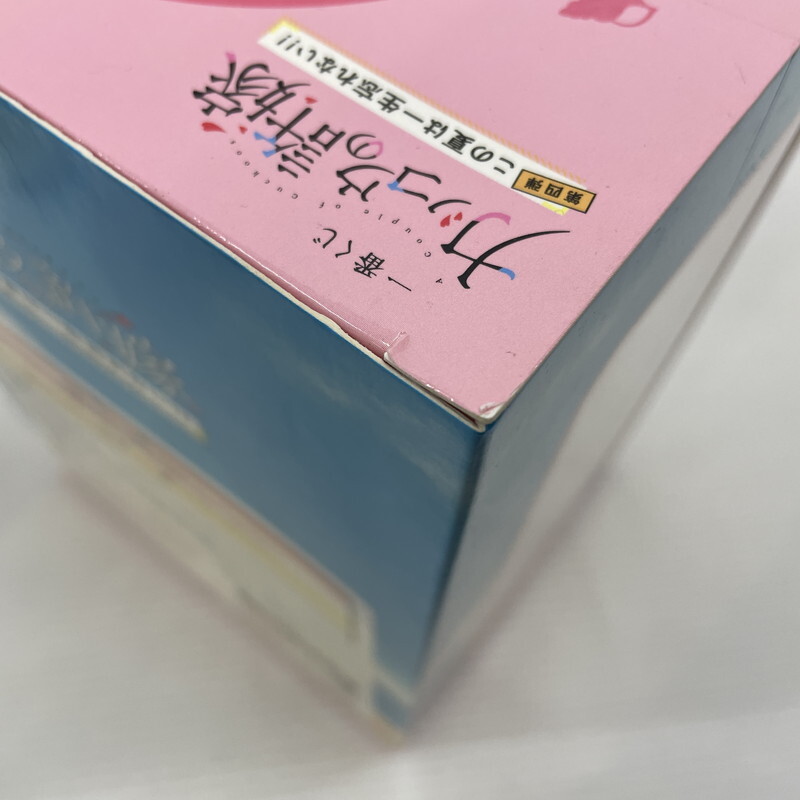 一番くじ
カッコウの許嫁
A Couple of Cuckoos
第四弾
この夏は一生忘れない!!